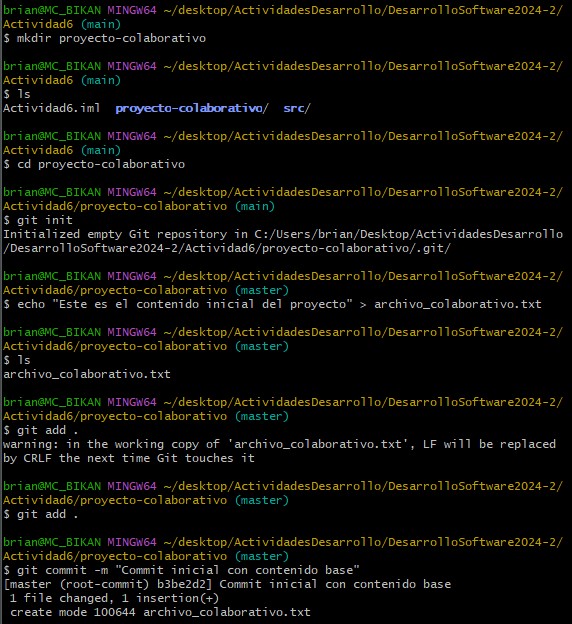 brian@MC_BIKAN MINGW64 ~/desktop/ActividadesDesarrollo/DesarrolloSoftware2024-2/
Actividad6 (main)
$ mkdir proyecto-colaborativo
brian@MC_BIKAN MINGW64 ~/desktop/ActividadesDesarrollo/DesarrolloSoftware2024-2/
Actividad6 (main)
$ ls
Actividad6.iml  proyecto-colaborativo/  src/
brian@MC_BIKAN MINGW64 ~/desktop/ActividadesDesarrollo/DesarrolloSoftware2024-2/
Actividad6 (main)
$ cd proyecto-colaborativo
brian@MC_BIKAN MINGW64 ~/desktop/ActividadesDesarrollo/DesarrolloSoftware2024-2/
Actividad6/proyecto-colaborativo (main)
$ git init
Initialized empty Git repository in C:/Users/brian/Desktop/ActividadesDesarrollo
/DesarrolloSoftware2024-2/Actividad6/proyecto-colaborativo/.git/
brian@MC_BIKAN MINGW64 ~/desktop/ActividadesDesarrollo/DesarrolloSoftware2024-2/
Actividad6/proyecto-colaborativo (master)
$ echo "Este es el contenido inicial del proyecto" > archivo_colaborativo.txt
brian@MC_BIKAN MINGW64 ~/desktop/ActividadesDesarrollo/DesarrolloSoftware2024-2/
Actividad6/proyecto-colaborativo (master)
$ ls
archivo_colaborativo.txt
brian@MC_BIKAN MINGW64 ~/desktop/ActividadesDesarrollo/DesarrolloSoftware2024-2/
Actividad6/proyecto-colaborativo (master)
$ git add .
warning: in the working copy of 'archivo_colaborativo.txt', LF will be replaced
by CRLF the next time Git touches it
brian@MC_BIKAN MINGW64 ~/desktop/ActividadesDesarrollo/DesarrolloSoftware2024-2/
Actividad6/proyecto-colaborativo (master)
$ git add .
brian@MC_BIKAN MINGW64 ~/desktop/ActividadesDesarrollo/DesarrolloSoftware2024-2/
Actividad6/proyecto-colaborativo (master)
$ git commit -m "Commit inicial con contenido base"
[master (root-commit) b3be2d2] Commit inicial con contenido base
 1 file changed, 1 insertion(+)
 create mode 100644 archivo_colaborativo.txt